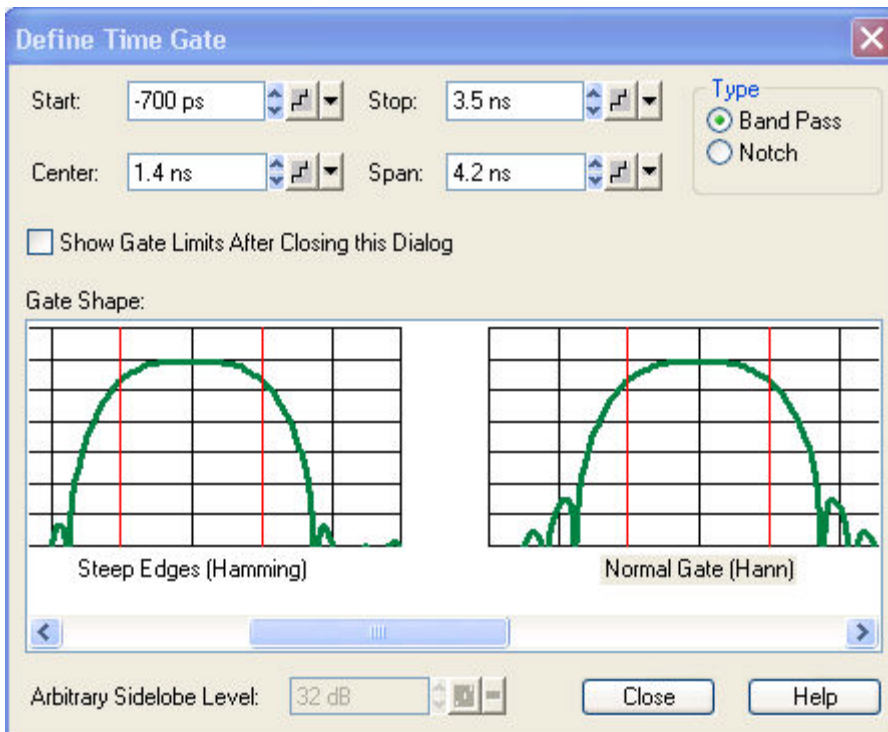 Define Time Gate
Start: -700 ps Stop: 3.5 ns
Type
Band Pass
Notch
Center: 1.4 ns Span: 4.2 ns
Show Gate Limits After Closing this Dialog
Gate Shape:
Steep Edges (Hamming) Normal Gate (Hann)
Arbitrary Sidelobe Level: 32 dB Close Help